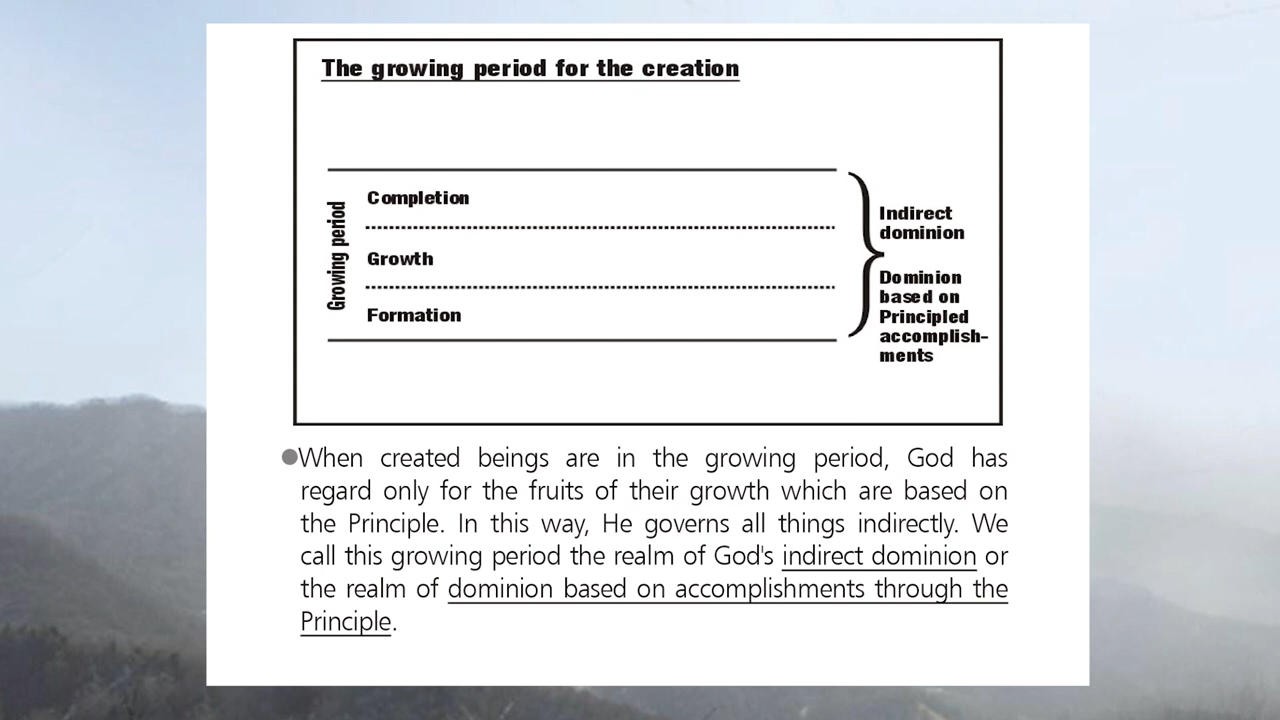 The growing period for the creation
Growing period
Completion
Growth
Formation
Indirect
dominion
Dominion
based on
Principled
accomplish-
ments
●When created beings are in the growing period, God has
regard only for the fruits of their growth which are based on
the Principle. In this way, He governs all things indirectly. We
call this growing period the realm of God's indirect dominion or
the realm of dominion based on accomplishments through the
Principle.